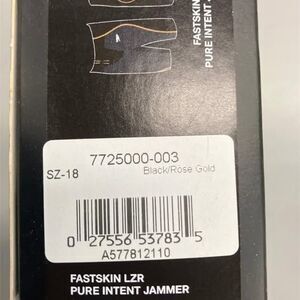 FASTSKIN
PURE INTENT
7725000-003
SZ-18
Black/Rose Gold
0 27556 53783 5
A577812110
FASTSKIN LZR
PURE INTENT JAMMER